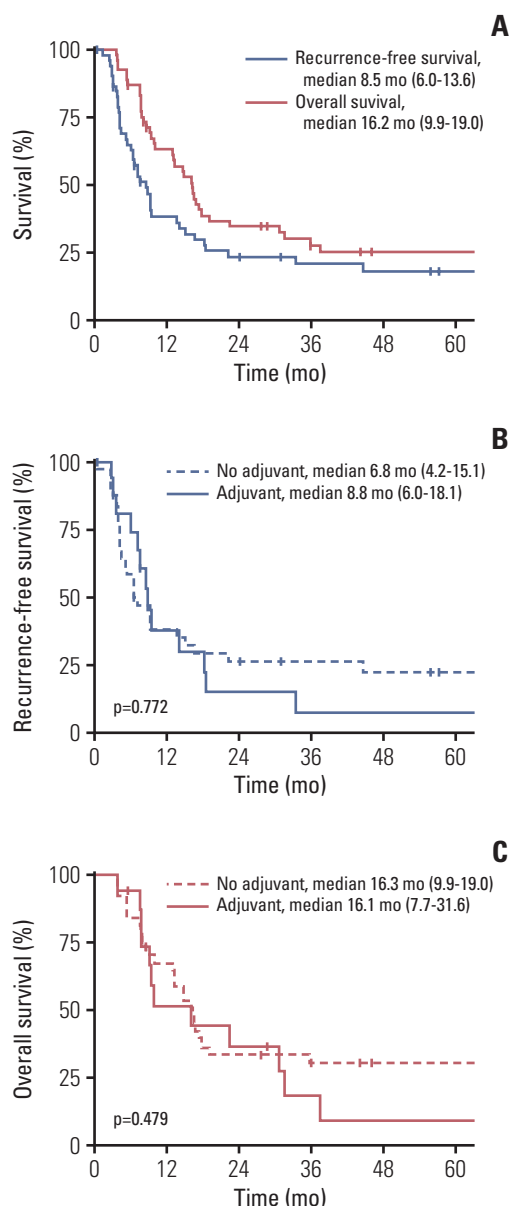 A
Recurrence-free survival,
median 8.5 mo (6.0-13.6)
Overall suvival,
median 16.2 mo (9.9-19.0)
Survival (%)
100
75
50
25
0
0 12 24 36 48 60
Time (mo)
B
No adjuvant, median 6.8 mo (4.2-15.1)
Adjuvant, median 8.8 mo (6.0-18.1)
Recurrence-free survival (%)
100
75
50
25
0
p=0.772
0 12 24 36 48 60
Time (mo)
C
No adjuvant, median 16.3 mo (9.9-19.0)
Adjuvant, median 16.1 mo (7.7-31.6)
Overall survival (%)
100
75
50
25
0
p=0.479
0 12 24 36 48 60
Time (mo)